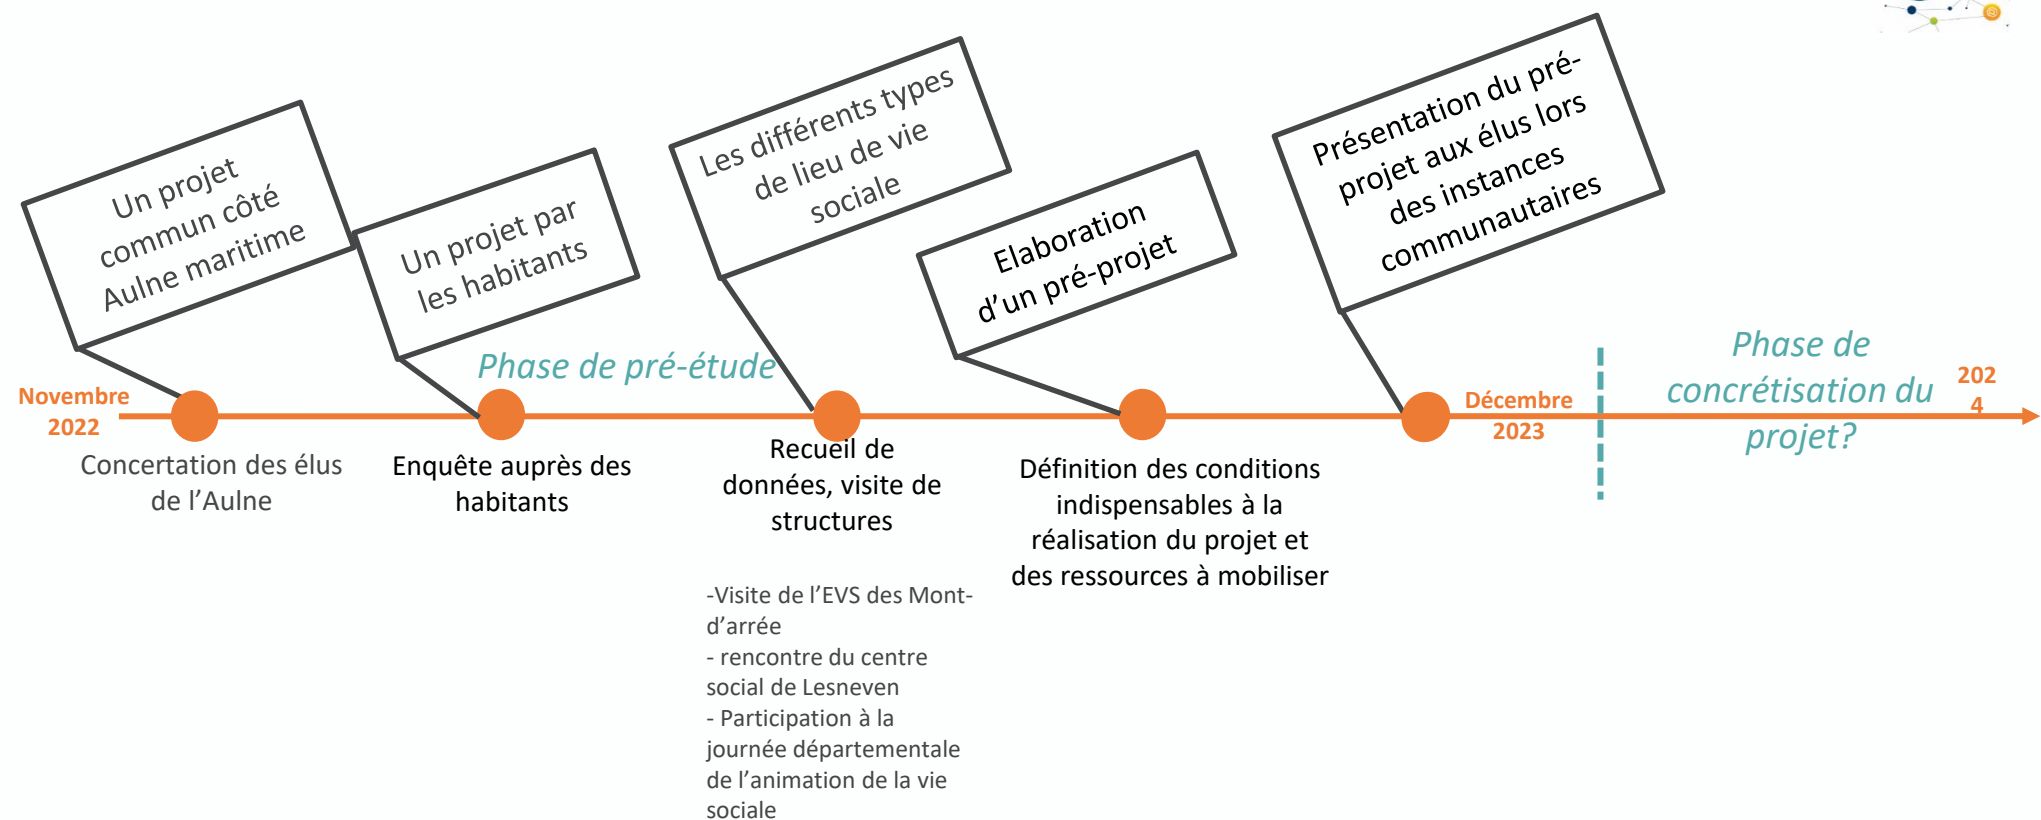 Un projet
commun côté
Aulne maritime
Un projet par
les habitants
Les différents types
de lieu de vie
sociale
Elaboration
d’un pré-projet
Présentation du pré-
projet aux élus lors
des instances
communautaires
Phase de pré-étude
Phase de
concrétisation du
projet?
Novembre
2022
Décembre
2023
202
4
Concertation des élus
de l’Aulne
Enquête auprès des
habitants
Recueil de
données, visite de
structures
-Visite de l’EVS des Mont-
d’arrée
- rencontre du centre
social de Lesneven
- Participation à la
journée départementale
de l’animation de la vie
sociale
Définition des conditions
indispensables à la
réalisation du projet et
des ressources à mobiliser